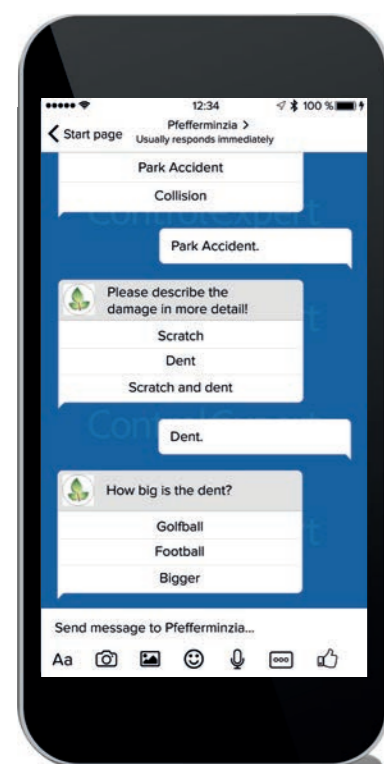 12:34
100 %
Start page
Pfefferminzia >
Usually responds immediately
Park Accident
Collision
ControlExpert
Park Accident.
Please describe the
damage in more detail!
Scratch
Dent
Scratch and dent
Dent.
How big is the dent?
Golfball
Football
Bigger
Send message to Pfefferminzia...
Aa